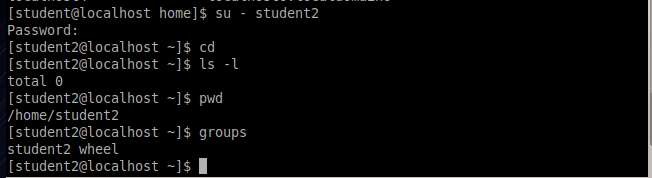 [student@localhost home]$ su - student2
Password:
[student2@localhost ~]$ cd
[student2@localhost ~]$ ls -l
total 0
[student2@localhost ~]$ pwd
/home/student2
[student2@localhost ~]$ groups
student2 wheel
[student2@localhost ~]$